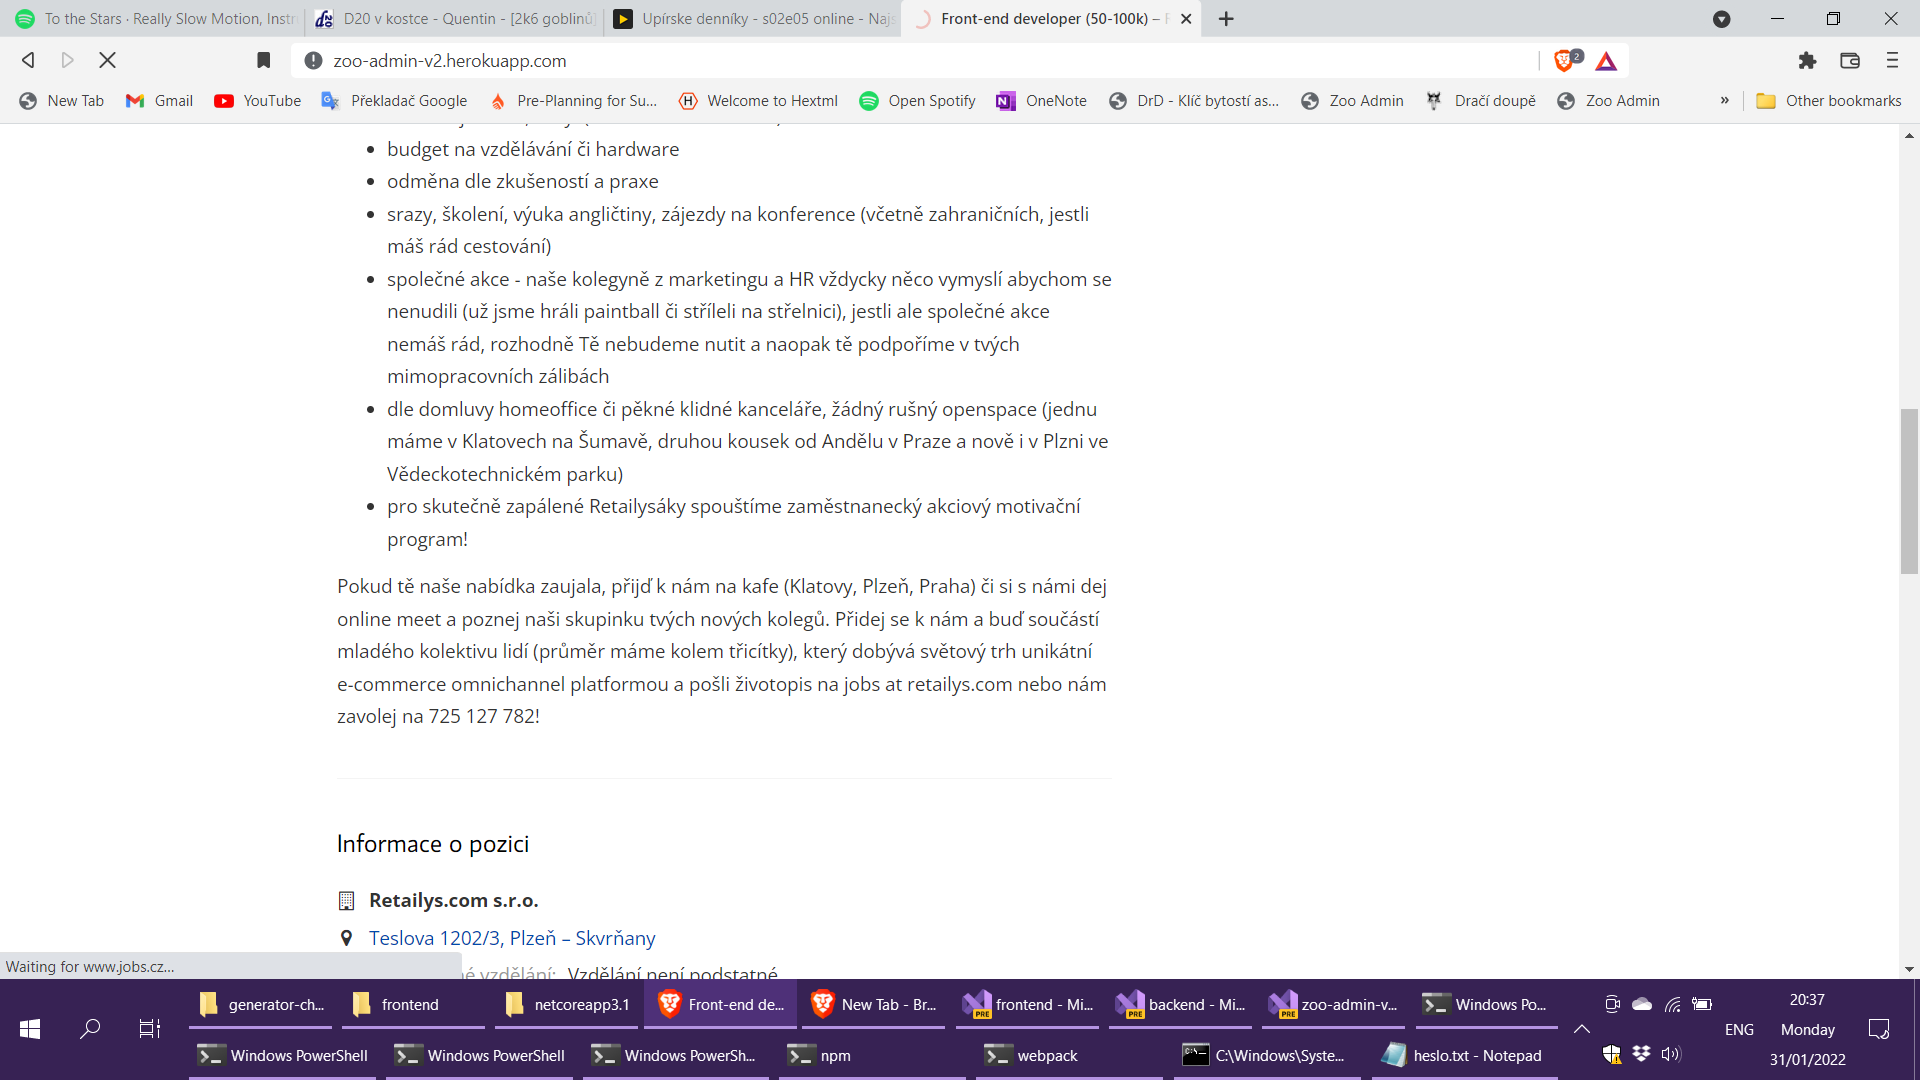 To the Stars · Really Slow Motion, Instr
D20 v kostce - Quentin - [2k6 goblinů]
Upírske denníky - s02e05 online - Najs
Front-end developer (50-100k) –
zoo-admin-v2.herokuapp.com
2
New Tab
Gmail
YouTube
Překladač Google
Pre-Planning for Su...
Welcome to Hextml
Open Spotify
OneNote
DrD - Klíč bytostí as...
Zoo Admin
Dračí doupě
Zoo Admin
»
Other bookmarks
budget na vzdělávání či hardware
odměna dle zkušeností a praxe
srazy, školení, výuka angličtiny, zájezdy na konference (včetně zahraničních, jestli
máš rád cestování)
společné akce - naše kolegyně z marketingu a HR vždycky něco vymyslí abychom se
nenudili (už jsme hráli paintball či stříleli na střelnici), jestli ale společné akce
nemáš rád, rozhodně Tě nebudeme nutit a naopak tě podpoříme v tvých
mimopracovních zálibách
dle domluvy homeoffice či pěkné klidné kanceláře, žádný rušný openspace (jednu
máme v Klatovech na Šumavě, druhou kousek od Andělu v Praze a nově i v Plzni ve
Vědeckotechnickém parku)
pro skutečně zapálené Retailysáky spouštíme zaměstnanecký akciový motivační
program!
Pokud tě naše nabídka zaujala, přijď k nám na kafe (Klatovy, Plzeň, Praha) či si s námi dej
online meet a poznej naši skupinku tvých nových kolegů. Přidej se k nám a buď součástí
mladého kolektivu lidí (průměr máme kolem třicítky), který dobývá světový trh unikátní
e-commerce omnichannel platformou a pošli životopis na jobs at retailys.com nebo nám
zavolej na 725 127 782!
Informace o pozici
Retailys.com s.r.o.
Teslova 1202/3, Plzeň – Skvrňany
né vzdělání: Vzdělání není podstatné
Waiting for www.jobs.cz...
generator-ch...
frontend
netcoreapp3.1
Front-end de...
New Tab - Br...
frontend - Mi...
backend - Mi...
zoo-admin-v...
Windows Po...
Windows PowerShell
Windows PowerShell
Windows PowerSh...
npm
webpack
C:\Windows\Syste...
heslo.txt - Notepad
ENG
20:37
Monday
31/01/2022